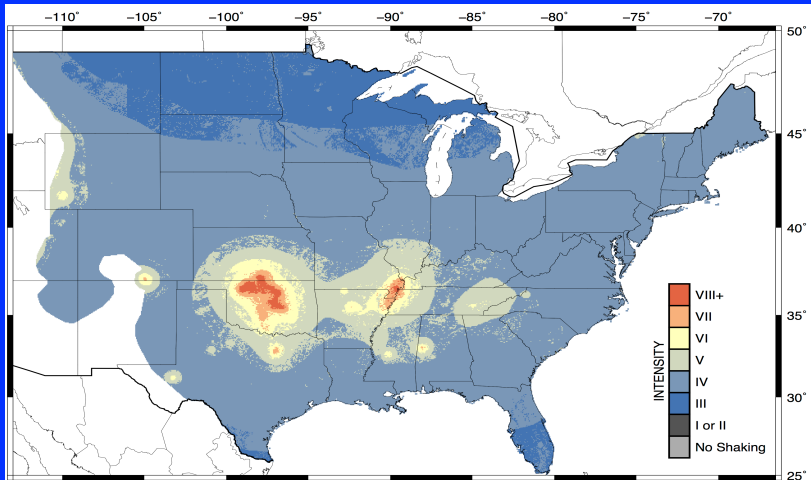 −110° −105° −100° −95° −90° −85° −80° −75° −70°
50°
45°
40°
35°
30°
25°
INTENSITY
VIII+
VII
VI
V
IV
III
I or II
No Shaking